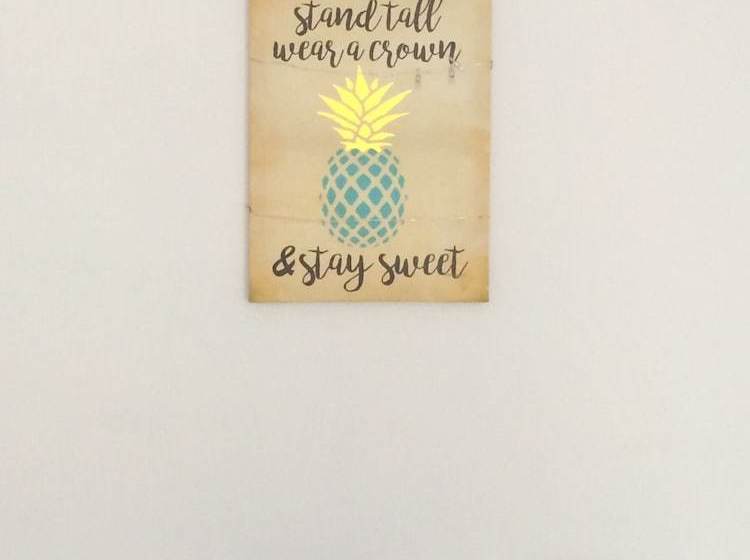 stand tall
wear a crown
& stay sweet